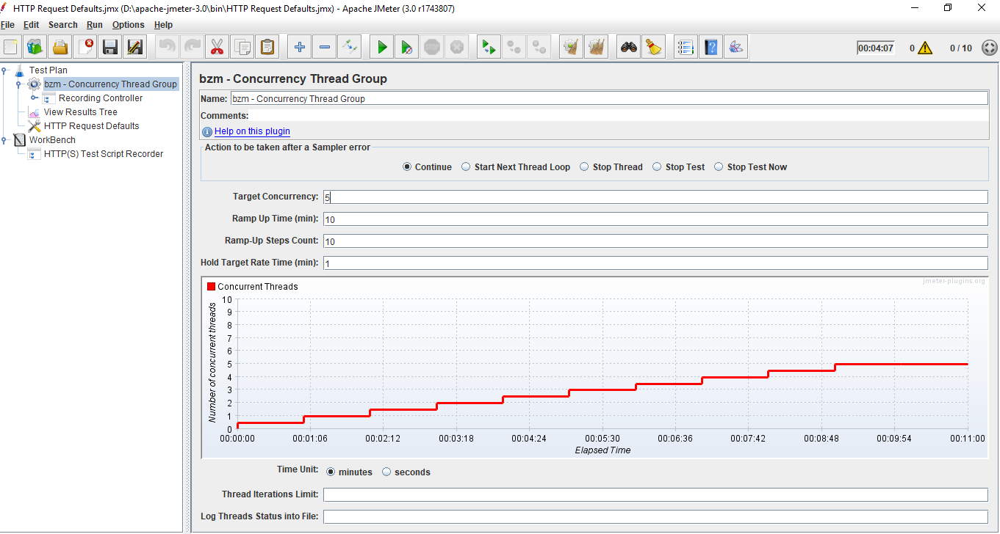 HTTP Request Defaults.jmx (D:\apache-jmeter-3.0\bin\HTTP Request Defaults.jmx) - Apache JMeter (3.0 r1743807)
File Edit Search Run Options Help
00:04:07 0 0 / 10
Test Plan
bzm - Concurrency Thread Group
Recording Controller
View Results Tree
HTTP Request Defaults
WorkBench
HTTP(S) Test Script Recorder
bzm - Concurrency Thread Group
Name: bzm - Concurrency Thread Group
Comments:
Help on this plugin
Action to be taken after a Sampler error
Continue Start Next Thread Loop Stop Thread Stop Test Stop Test Now
Target Concurrency: 5
Ramp Up Time (min): 10
Ramp-Up Steps Count: 10
Hold Target Rate Time (min): 1
jmeter-plugins.org
Concurrent Threads
Number of concurrent threads
10
9
8
7
6
5
4
3
2
1
0
00:00:00 00:01:06 00:02:12 00:03:18 00:04:24 00:05:30 00:06:36 00:07:42 00:08:48 00:09:54 00:11:00
Elapsed Time
Time Unit: minutes seconds
Thread Iterations Limit:
Log Threads Status into File: